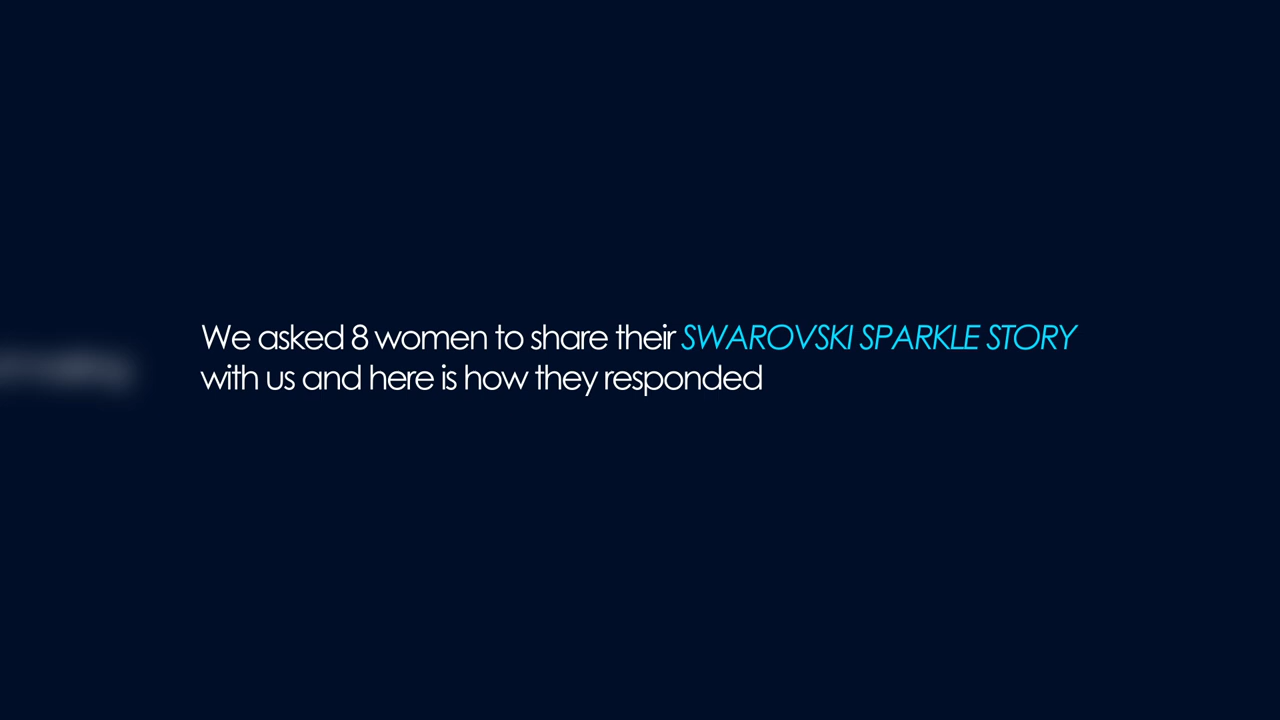 We asked 8 women to share their SWAROVSKI SPARKLE STORY
with us and here is how they responded